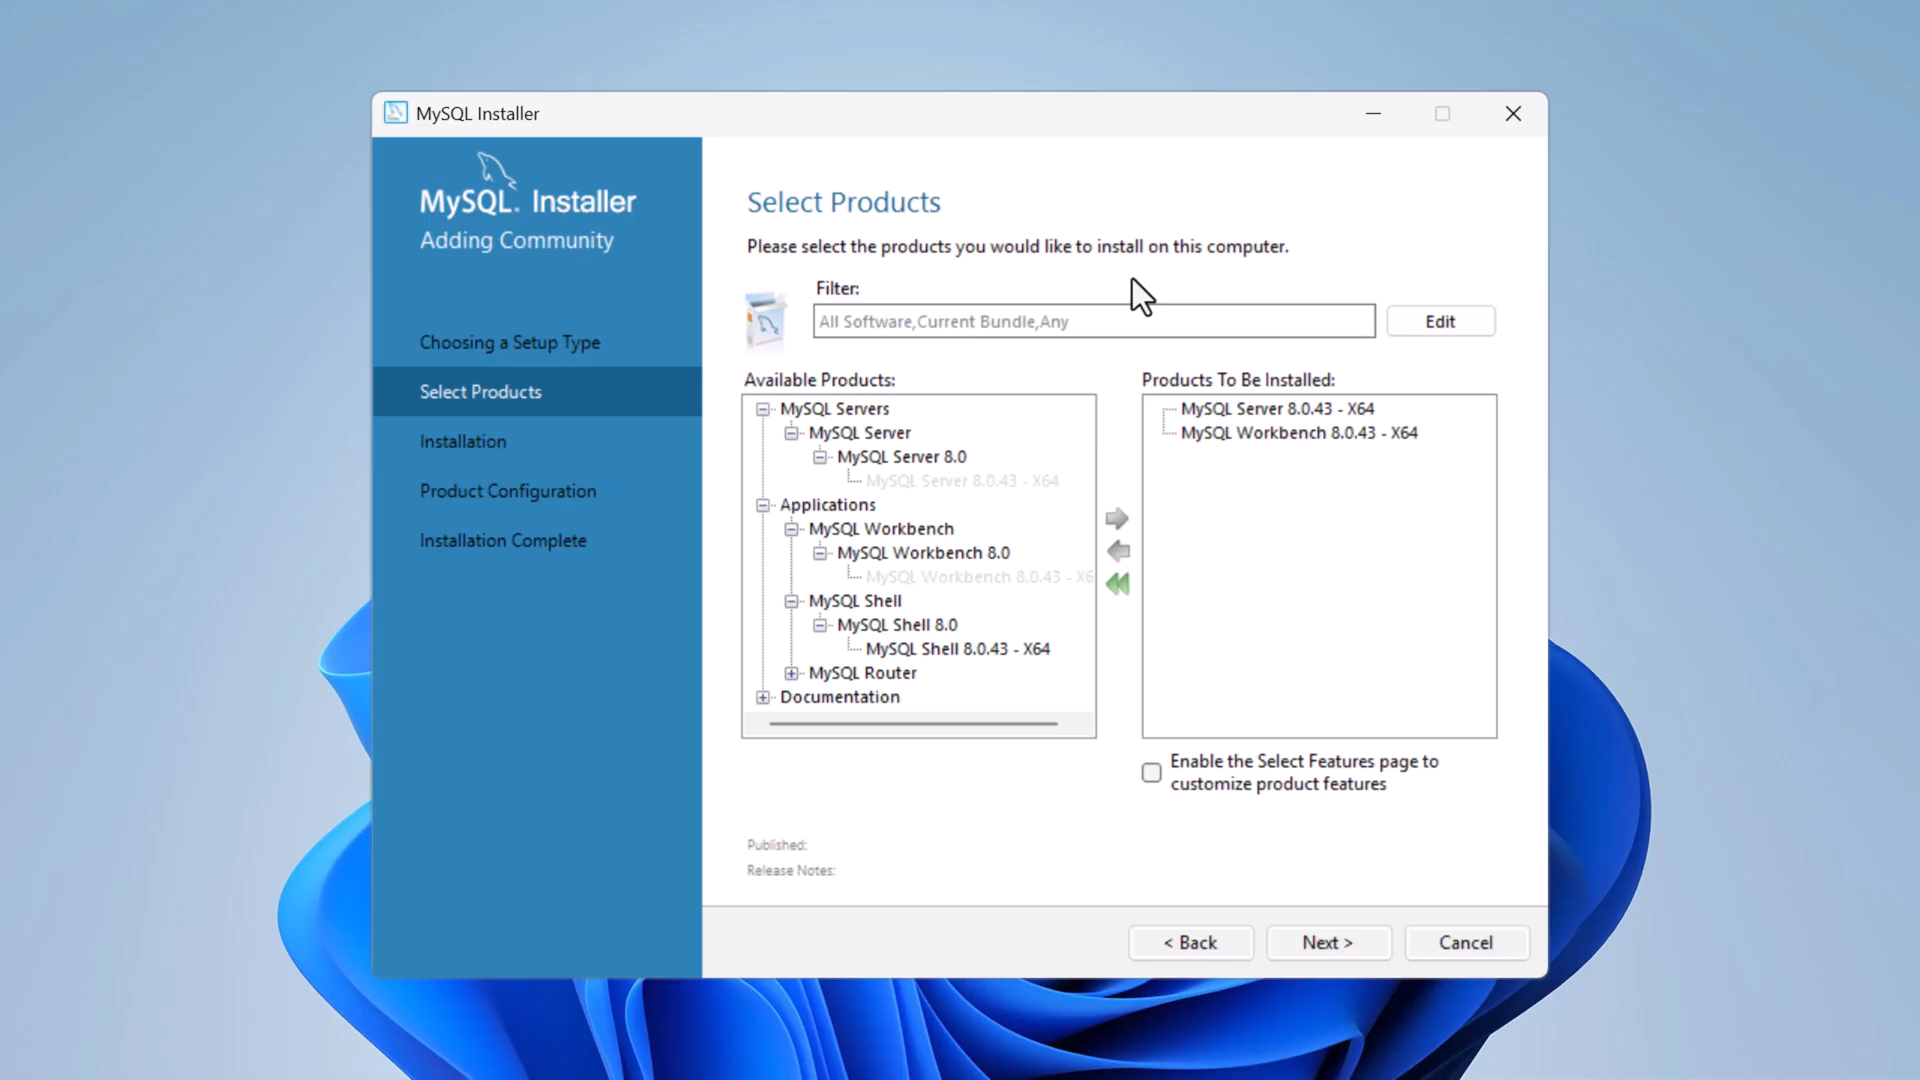 MySQL Installer
MySQL. Installer
Adding Community
Choosing a Setup Type
Select Products
Installation
Product Configuration
Installation Complete
Select Products
Please select the products you would like to install on this computer.
Filter:
All Software,Current Bundle,Any
Edit
Available Products:
MySQL Servers
MySQL Server
MySQL Server 8.0
MySQL Server 8.0.43 - X64
Applications
MySQL Workbench
MySQL Workbench 8.0
MySQL Workbench 8.0.43 - X6
MySQL Shell
MySQL Shell 8.0
MySQL Shell 8.0.43 - X64
MySQL Router
Documentation
Products To Be Installed:
MySQL Server 8.0.43 - X64
MySQL Workbench 8.0.43 - X64
Enable the Select Features page to
customize product features
Published:
Release Notes:
< Back
Next >
Cancel